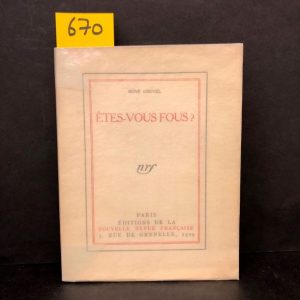 670
RENÉ CREVEL
ÊTES-VOUS FOUS ?
nrf
PARIS
ÉDITIONS DE LA
NOUVELLE REVUE FRANÇAISE
3, RUE DE GRENELLE, 1929